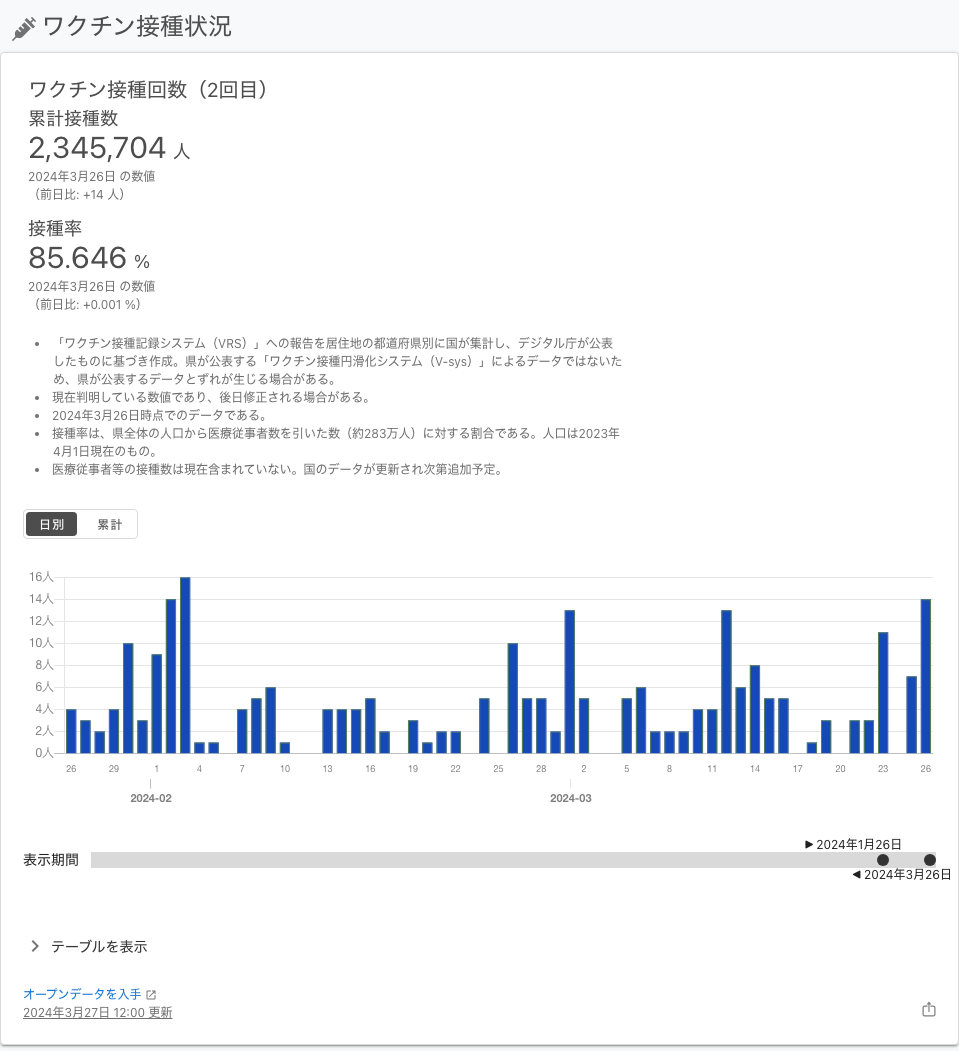 ワクチン接種状況
ワクチン接種回数（2回目）
累計接種数
2,345,704 人
2024年3月26日 の数値
（前日比: +14 人）
接種率
85.646 %
2024年3月26日 の数値
（前日比: +0.001 %）
• 「ワクチン接種記録システム（VRS）」への報告を居住地の都道府県別に国が集計し、デジタル庁が公表
したものに基づき作成。県が公表する「ワクチン接種円滑化システム（V-sys）」によるデータではないた
め、県が公表するデータとずれが生じる場合がある。
• 現在判明している数値であり、後日修正される場合がある。
• 2024年3月26日時点でのデータである。
• 接種率は、県全体の人口から医療従事者数を引いた数（約283万人）に対する割合である。人口は2023年
4月1日現在のもの。
• 医療従事者等の接種数は現在含まれていない。国のデータが更新され次第追加予定。
日別 累計
16人
14人
12人
10人
8人
6人
4人
2人
0人
26 29 1 4 7 10 13 16 19 22 25 28 2 5 8 11 14 17 20 23 26
2024-02 2024-03
▶ 2024年1月26日
表示期間
◀ 2024年3月26日
テーブルを表示
オープンデータを入手
2024年3月27日 12:00 更新